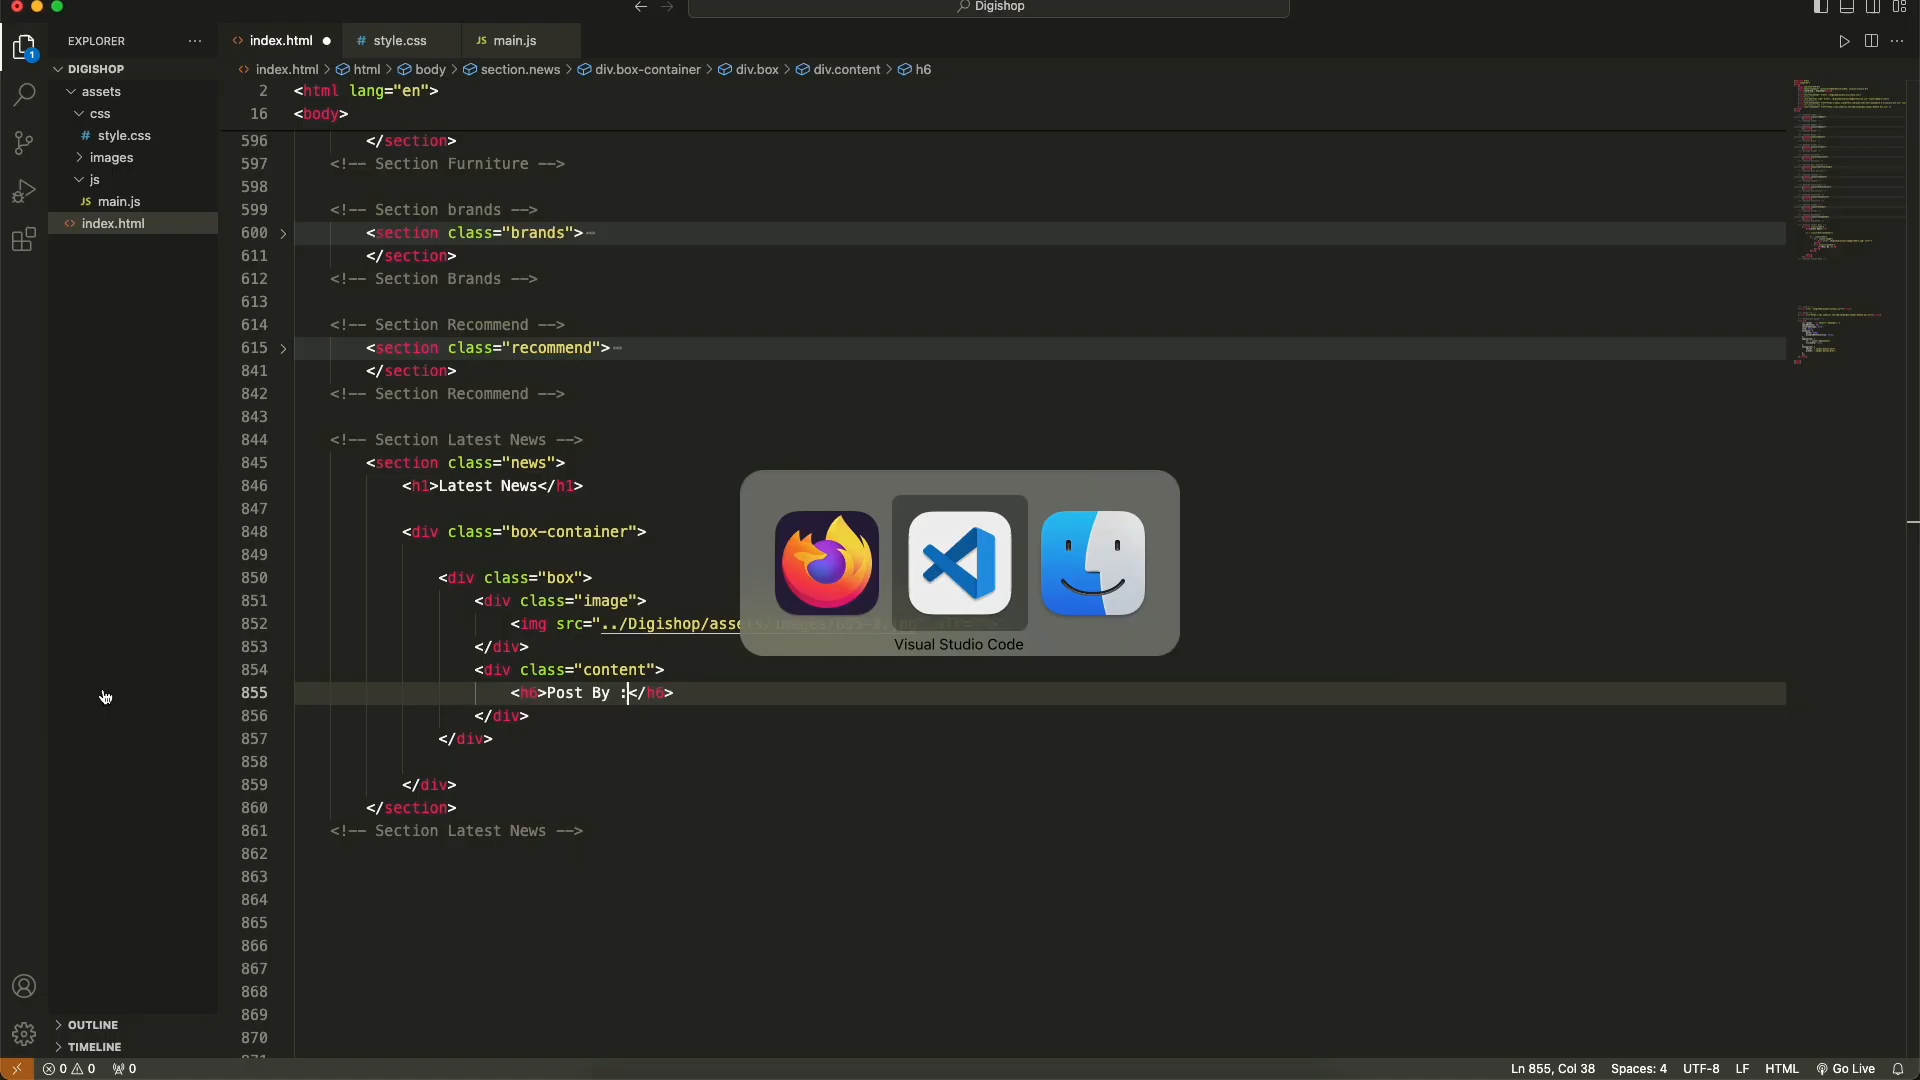 Digishop
EXPLORER
DIGISHOP
assets
css
# style.css
images
js
JS main.js
<> index.html
OUTLINE
TIMELINE
<> index.html
# style.css
JS main.js
index.html > html > body > section.news > div.box-container > div.box > div.content > h6
2 <html lang="en">
16 <body>
596 </section>
597 <!-- Section Furniture -->
598
599 <!-- Section brands -->
600 <section class="brands">
611 </section>
612 <!-- Section Brands -->
613
614 <!-- Section Recommend -->
615 <section class="recommend">
841 </section>
842 <!-- Section Recommend -->
843
844 <!-- Section Latest News -->
845 <section class="news">
846 <h1>Latest News</h1>
847
848 <div class="box-container">
849
850 <div class="box">
851 <div class="image">
852 <img src="../Digishop/asse
853 </div>
854 <div class="content">
855 <h6>Post By :</h6>
856 </div>
857 </div>
858
859 </div>
860 </section>
861 <!-- Section Latest News -->
862
863
864
865
866
867
868
869
870
Visual Studio Code
1
0 0 0
Ln 855, Col 38 Spaces: 4 UTF-8 LF HTML Go Live